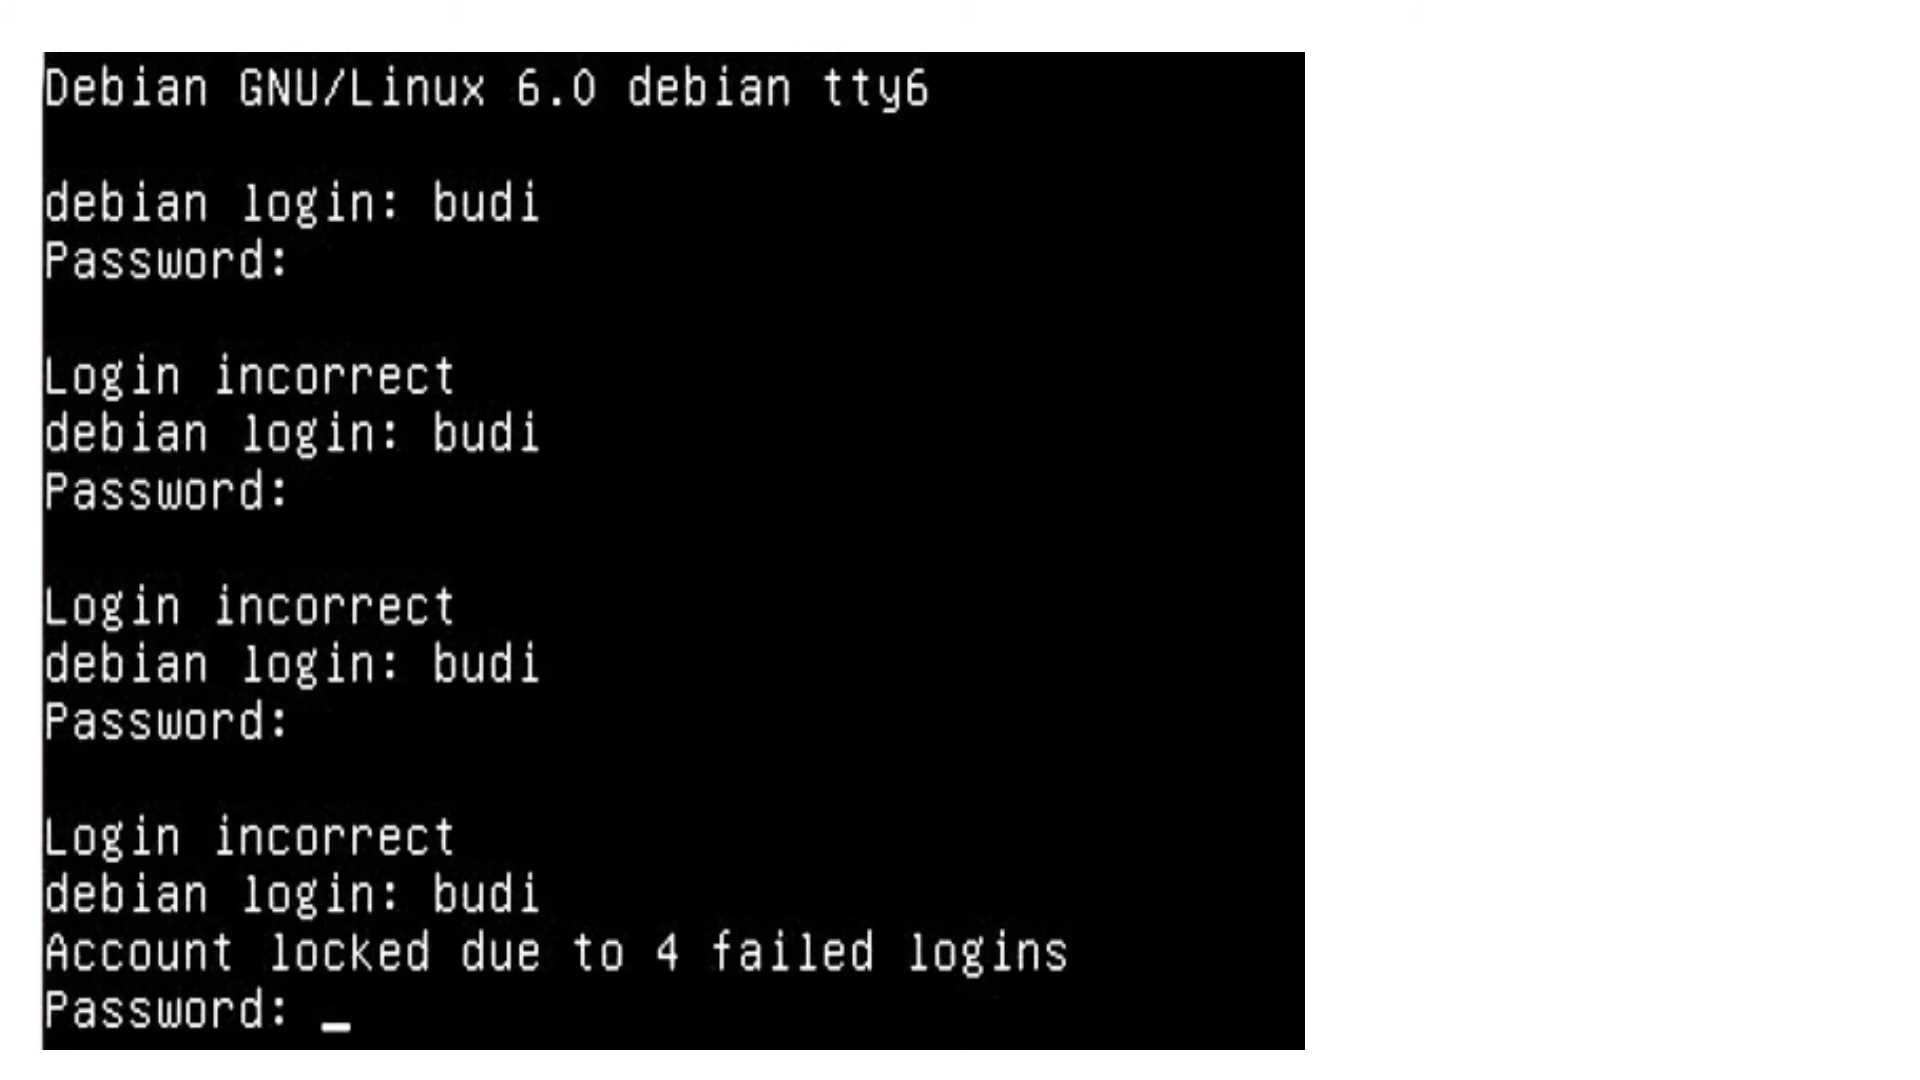 Debian GNU/Linux 6.0 debian tty6
debian login: budi
Password:
Login incorrect
debian login: budi
Password:
Login incorrect
debian login: budi
Password:
Login incorrect
debian login: budi
Account locked due to 4 failed logins
Password: _